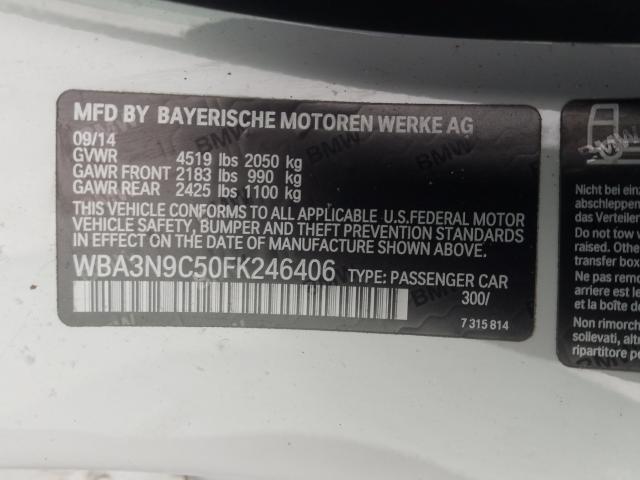 MFD BY BAYERISCHE MOTOREN WERKE AG
09/14
GVWR 4519 lbs 2050 kg
GAWR FRONT 2183 lbs 990 kg
GAWR REAR 2425 lbs 1100 kg
THIS VEHICLE CONFORMS TO ALL APPLICABLE U.S.FEDERAL MOTOR
VEHICLE SAFETY, BUMPER AND THEFT PREVENTION STANDARDS
IN EFFECT ON THE DATE OF MANUFACTURE SHOWN ABOVE.
WBA3N9C50FK246406 TYPE: PASSENGER CAR
300/
7 315 814
Nicht bei einz
abschleppen
das Verteiler
Do not tow
raised. Othe
transfer box
Ne pas remo
arriere est l
et la boîte d
Non rimorch
sollevati, altr
ripartitore p